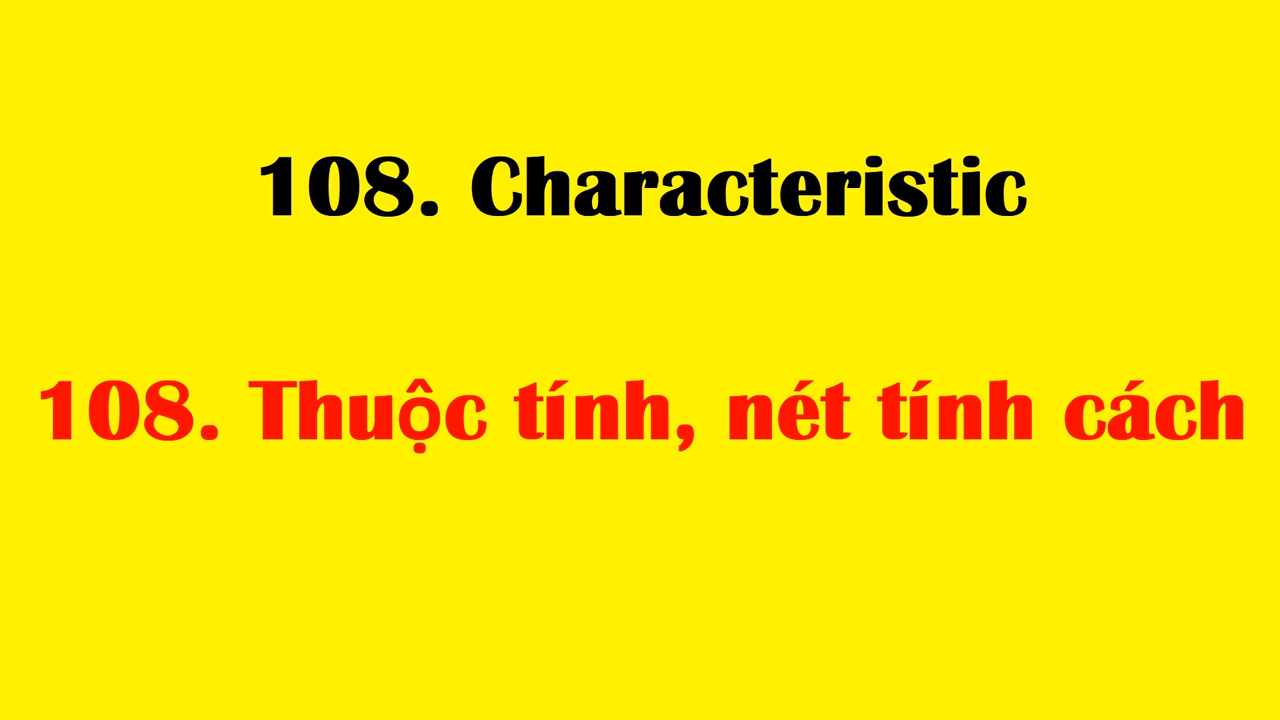 108. Characteristic
108. Thuộc tính, nét tính cách